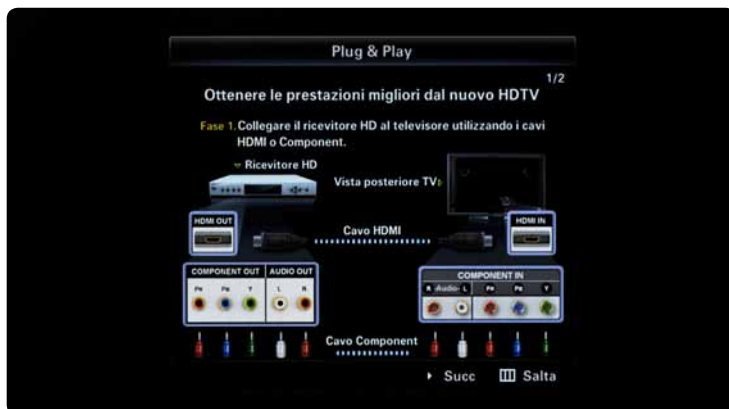 Plug & Play
1/2
Ottenere le prestazioni migliori dal nuovo HDTV
Fase 1. Collegare il ricevitore HD al televisore utilizzando i cavi
HDMI o Component.
Ricevitore HD
Vista posteriore TV
HDMI OUT
Cavo HDMI
HDMI IN
COMPONENT OUT AUDIO OUT
PR PB Y L R
COMPONENT IN
R -Audio- L PR PB Y
Cavo Component
Succ Salta